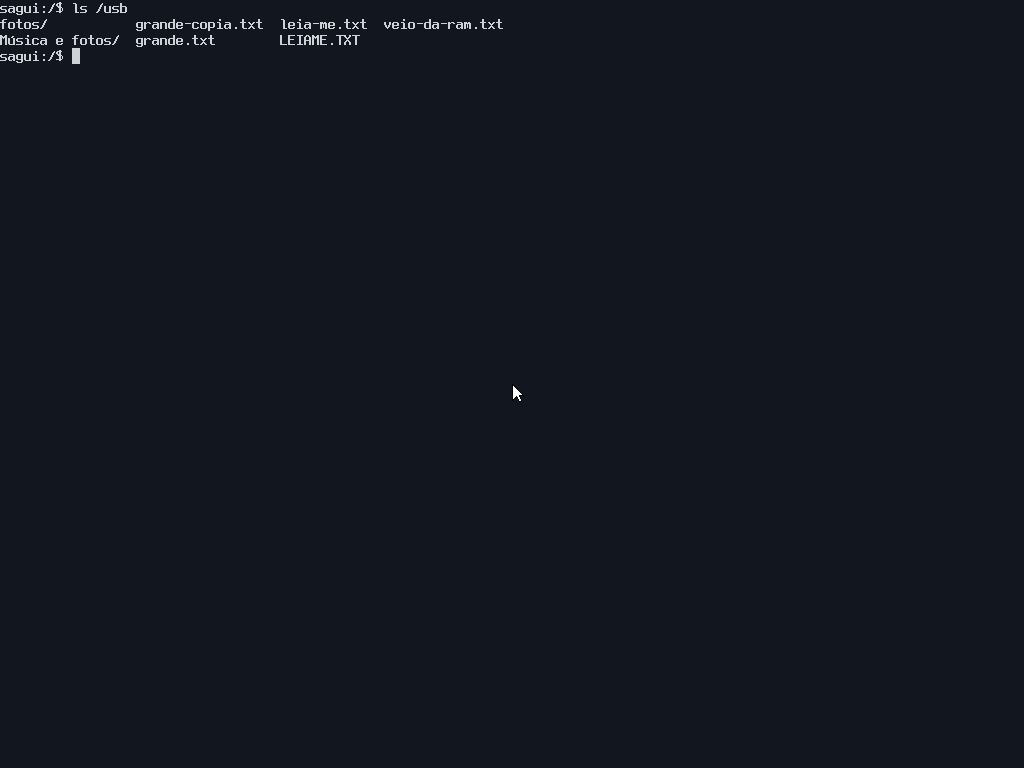 sagui:/$ ls /usb
fotos/           grande-copia.txt  leia-me.txt  veio-da-ram.txt
Música e fotos/  grande.txt        LEIAME.TXT
sagui:/$